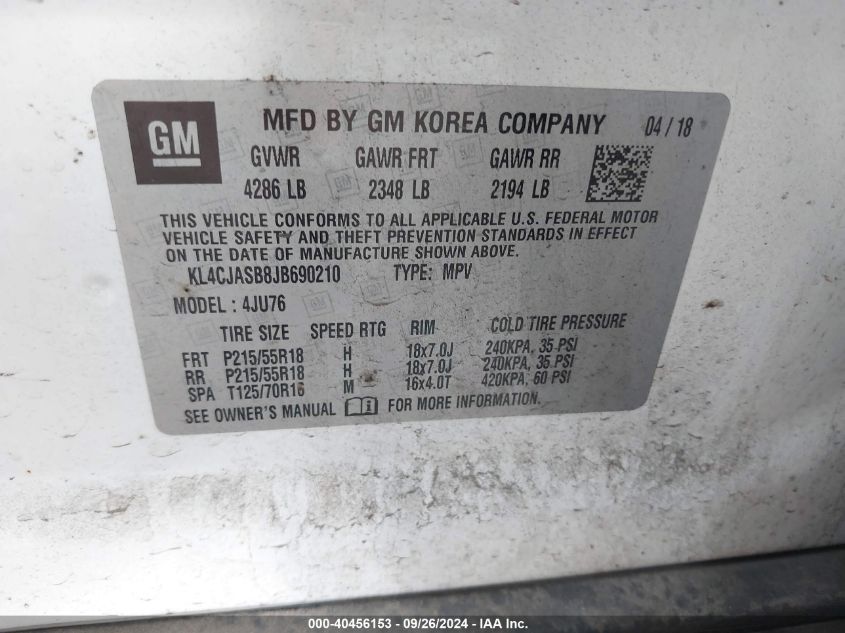 GM
MFD BY GM KOREA COMPANY 04 / 18
GVWR GAWR FRT GAWR RR
4286 LB 2348 LB 2194 LB
THIS VEHICLE CONFORMS TO ALL APPLICABLE U.S. FEDERAL MOTOR
VEHICLE SAFETY AND THEFT PREVENTION STANDARDS IN EFFECT
ON THE DATE OF MANUFACTURE SHOWN ABOVE.
KL4CJASB8JB690210 TYPE: MPV
MODEL : 4JU76
TIRE SIZE SPEED RTG RIM COLD TIRE PRESSURE
FRT P215/55R18 H 18x7.0J 240KPA, 35 PSI
RR P215/55R18 H 18x7.0J 240KPA, 35 PSI
SPA T125/70R16 M 16x4.0T 420KPA, 60 PSI
SEE OWNER'S MANUAL FOR MORE INFORMATION.
000-40456153 - 09/26/2024 - IAA Inc.